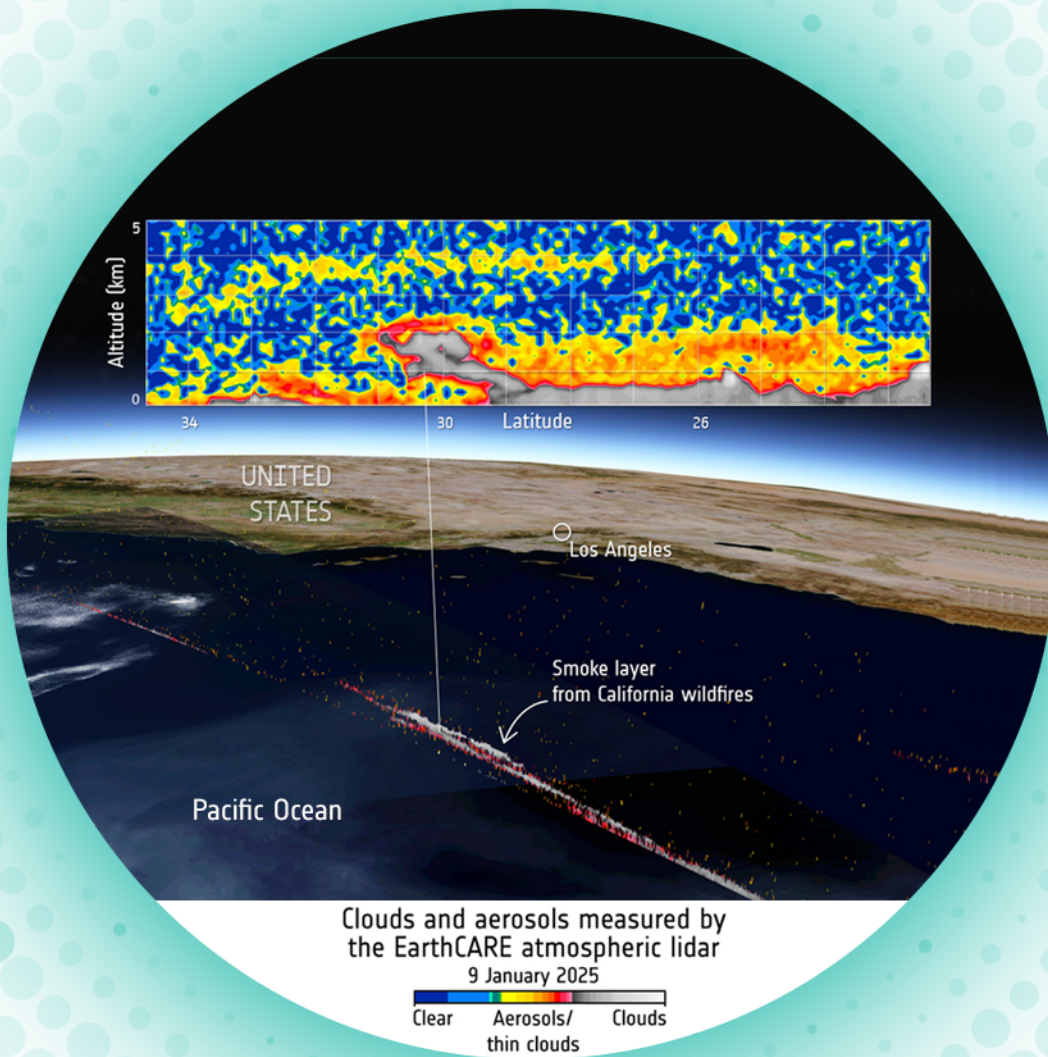 5
Altitude (km)
0
34
30
Latitude
26
UNITED
STATES
Los Angeles
Smoke layer
from California wildfires
Pacific Ocean
Clouds and aerosols measured by
the EarthCARE atmospheric lidar
9 January 2025
Clear
Aerosols/
thin clouds
Clouds